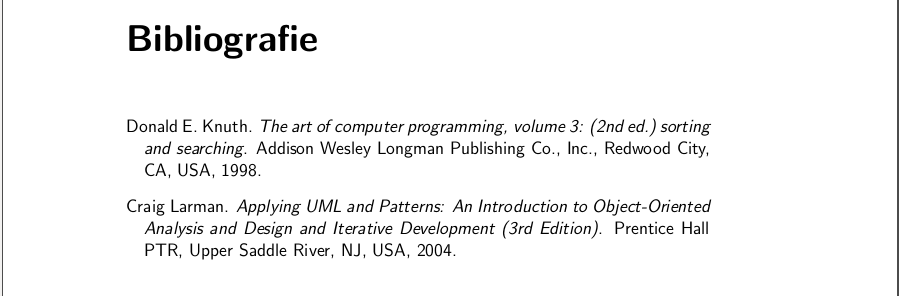 Bibliografie
Donald E. Knuth. The art of computer programming, volume 3: (2nd ed.) sorting
and searching. Addison Wesley Longman Publishing Co., Inc., Redwood City,
CA, USA, 1998.
Craig Larman. Applying UML and Patterns: An Introduction to Object-Oriented
Analysis and Design and Iterative Development (3rd Edition). Prentice Hall
PTR, Upper Saddle River, NJ, USA, 2004.